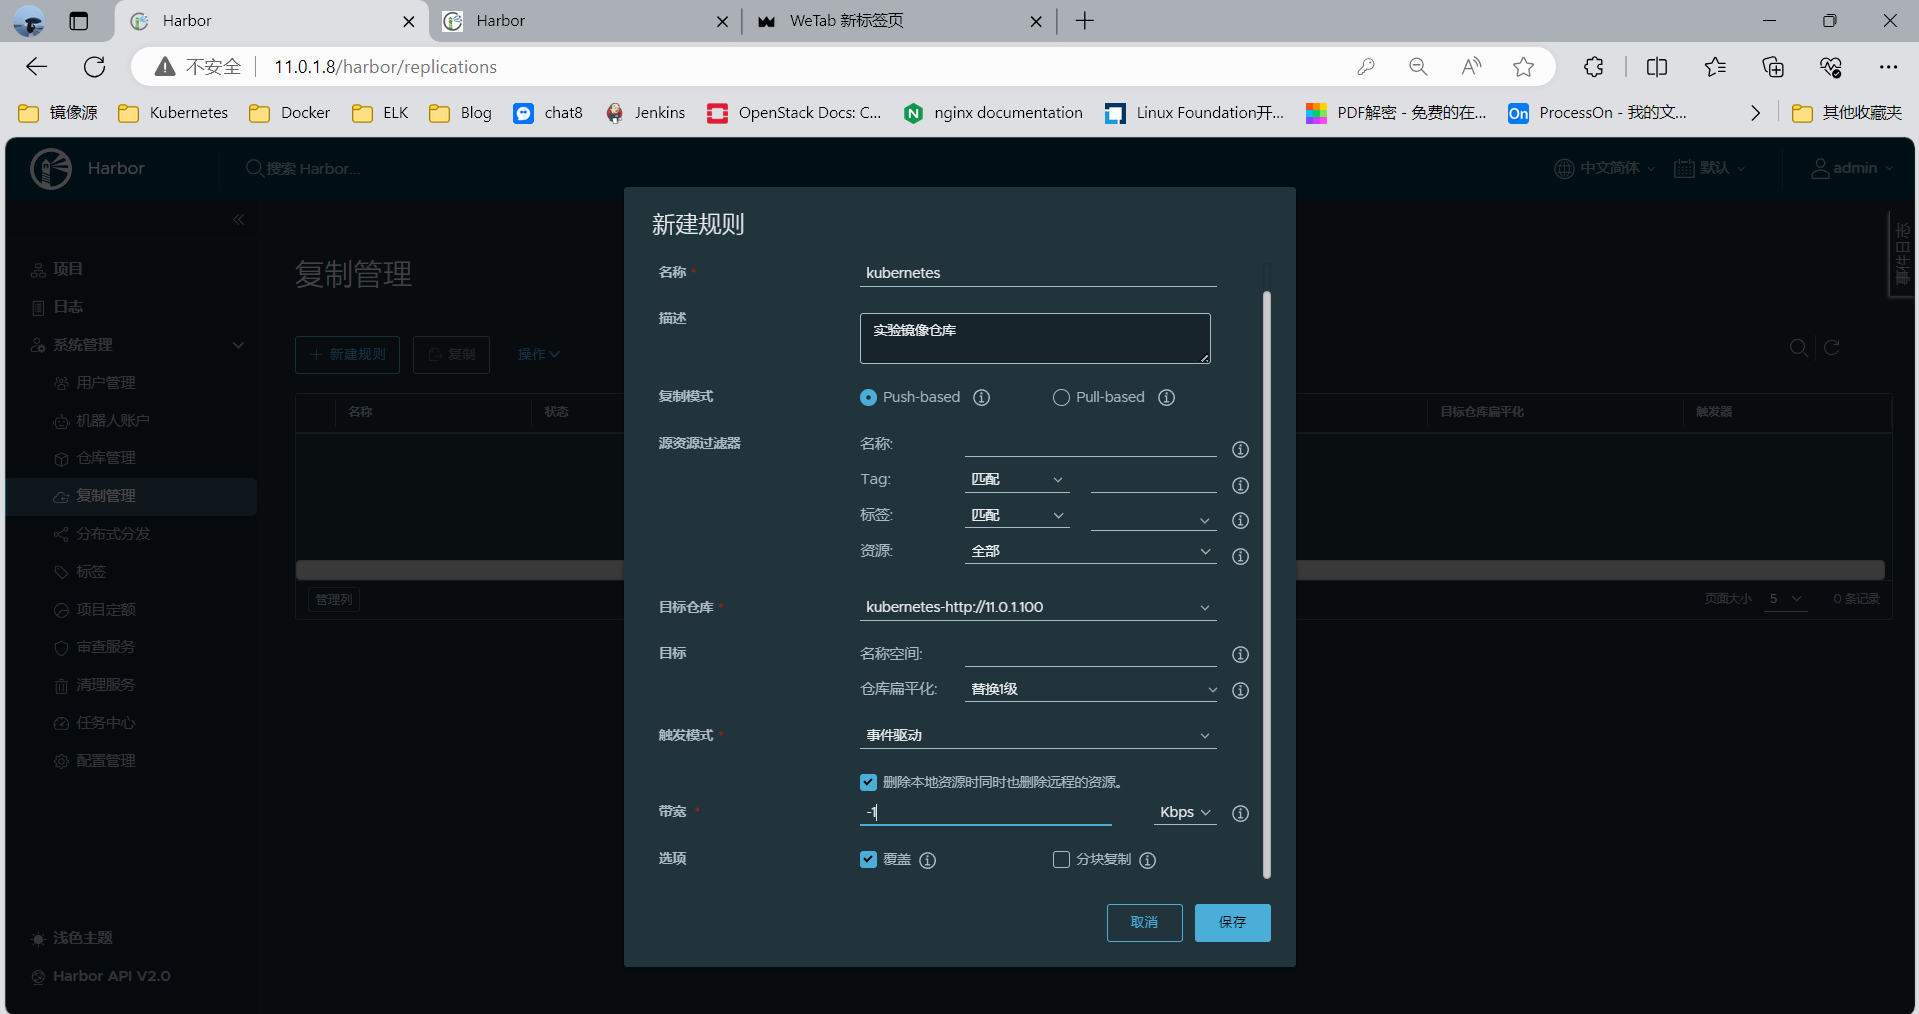 Harbor
Harbor
WeTab 新标签页
不安全
11.0.1.8/harbor/replications
镜像源
Kubernetes
Docker
ELK
Blog
chat8
Jenkins
OpenStack Docs: C...
nginx documentation
Linux Foundation开...
PDF解密 - 免费的在...
On
ProcessOn - 我的文...
其他收藏夹
Harbor
搜索 Harbor...
中文简体
默认
admin
事件日志
项目
日志
系统管理
用户管理
机器人账户
仓库管理
复制管理
分布式分发
标签
项目定额
审查服务
清理服务
任务中心
配置管理
浅色主题
Harbor API V2.0
复制管理
新建规则
复制
操作
名称
状态
目标仓库扁平化
触发器
管理列
页面大小
5
0 条记录
新建规则
名称 *
kubernetes
描述
实验镜像仓库
复制模式
Push-based
Pull-based
源资源过滤器
名称:
Tag:
匹配
标签:
匹配
资源:
全部
目标仓库 *
kubernetes-http://11.0.1.100
目标
名称空间:
仓库扁平化:
替换1级
触发模式 *
事件驱动
删除本地资源时同时也删除远程的资源。
带宽 *
-1
Kbps
选项
覆盖
分块复制
取消
保存